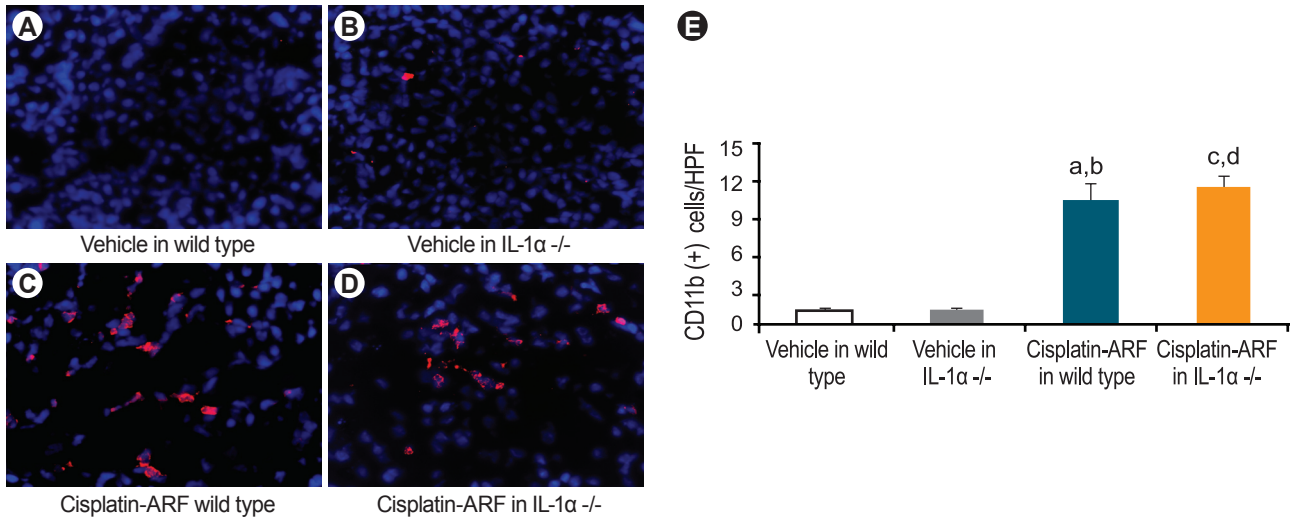 A
B
Vehicle in wild type
Vehicle in IL-1α -/-
C
D
Cisplatin-ARF wild type
Cisplatin-ARF in IL-1α -/-
E
CD11b (+) cells/HPF
15
12
9
6
3
0
a,b
c,d
Vehicle in wild
type
Vehicle in
IL-1α -/-
Cisplatin-ARF
in wild type
Cisplatin-ARF
in IL-1α -/-